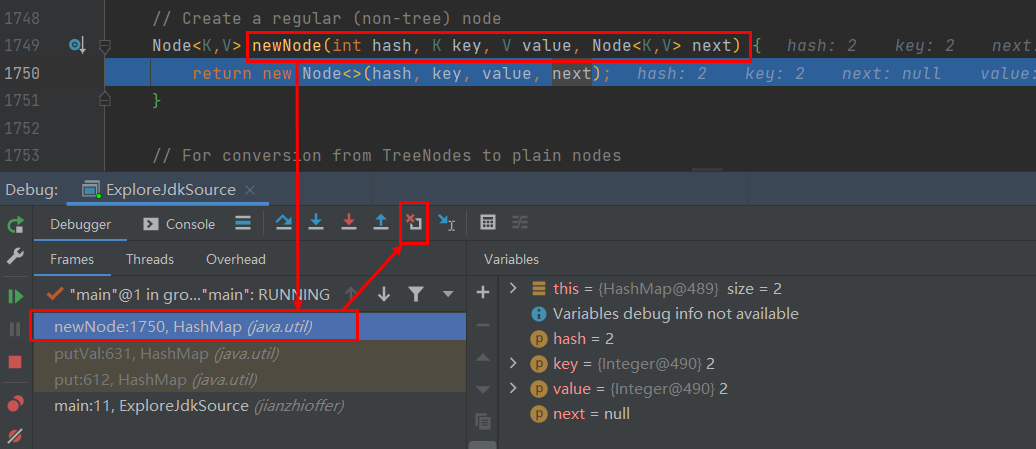 1748 // Create a regular (non-tree) node
1749 Node<K,V> newNode(int hash, K key, V value, Node<K,V> next) { hash: 2 key: 2 next:
1750 return new Node<>(hash, key, value, next); hash: 2 key: 2 next: null value:
1751 }
1752
1753 // For conversion from TreeNodes to plain nodes
Debug: ExploreJdkSource ×
Debugger Console
Frames Threads Overhead
Variables
"main"@1 in gro..."main": RUNNING
newNode:1750, HashMap (java.util)
putVal:631, HashMap (java.util)
put:612, HashMap (java.util)
main:11, ExploreJdkSource (jianzhioffer)
this = {HashMap@489} size = 2
Variables debug info not available
hash = 2
key = {Integer@490} 2
value = {Integer@490} 2
next = null